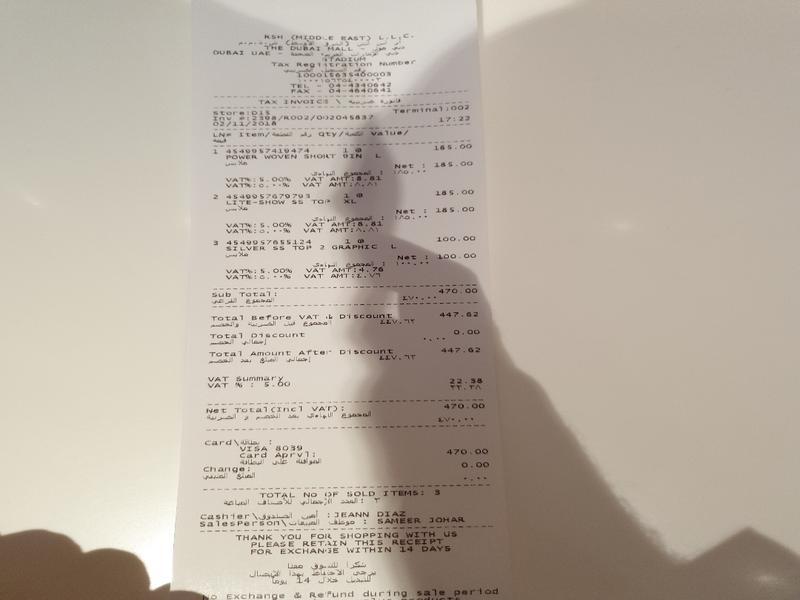 RSH (MIDDLE EAST) L.L.C.
THE DUBAI MALL -
DUBAI UAE -
STADIUM
Tax Registration Number
100015635400003
TEL - 04-4340642
FAX - 04-4840641
TAX INVOICE \ فاتورة ضريبية
Store:D15 Terminal:002
Inv #:2398/R002/002045837
02/11/2018 17:22
LN# Item/رقم القطعة Qty/الكمية Value/
قيمة
1 4549957419474 1 @ 185.00
POWER WOVEN SHORT 9IN L
ملابس Net : 185.00
المجموع النهائي : ١٨٥.٠٠
VAT%:5.00% VAT AMT:8.81
VAT%:٥.٠٠% VAT AMT:٨.٨١
2 4549957679793 1 @ 185.00
LITE-SHOW SS TOP XL
ملابس Net : 185.00
المجموع النهائي : ١٨٥.٠٠
VAT%:5.00% VAT AMT:8.81
VAT%:٥.٠٠% VAT AMT:٨.٨١
3 4549957655124 1 @ 100.00
SILVER SS TOP 2 GRAPHIC L
ملابس Net : 100.00
المجموع النهائي : ١٠٠.٠٠
VAT%:5.00% VAT AMT:4.76
VAT%:٥.٠٠% VAT AMT:٤.٧٦
Sub Total: 470.00
المجموع الفرعي ٤٧٠.٠٠
Total Before VAT & Discount 447.62
المجموع قبل الضريبة والخصم ٤٤٧.٦٢
Total Discount 0.00
إجمالي الخصم ٠.٠٠
Total Amount After Discount 447.62
إجمالي المبلغ بعد الخصم ٤٤٧.٦٢
VAT Summary 22.38
VAT % : 5.00 ٢٢.٣٨
Net Total(Incl VAT): 470.00
المجموع النهائي بعد الخصم و الضريبة ٤٧٠.٠٠
Card\بطاقة :
VISA 8039
Card Aprvl: 470.00
الموافقة على البطاقة
Change: 0.00
المبلغ المتبقي ٠.٠٠
TOTAL No OF SOLD ITEMS: 3
العدد الإجمالي للأصناف المباعة: ٣
Cashier\أمين الصندوق :JEANN DIAZ
SalesPerson\موظف المبيعات : SAMEER JOHAR
THANK YOU FOR SHOPPING WITH US
PLEASE RETAIN THIS RECEIPT
FOR EXCHANGE WITHIN 14 DAYS
شكرا للتسوق معنا
يرجى الاحتفاظ بهذا الإيصال
للتبديل خلال 14 يوما
No Exchange & Refund during sale period